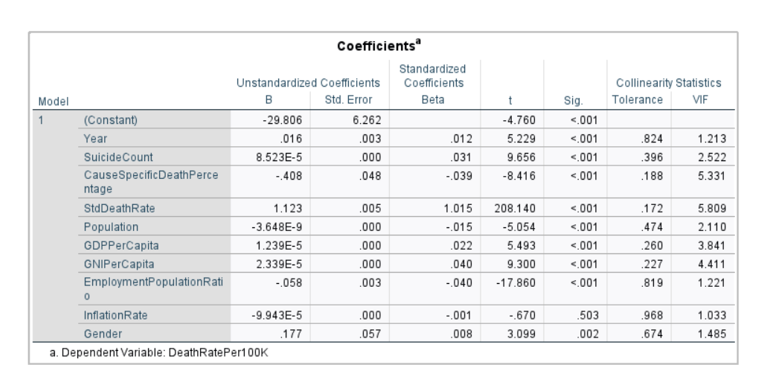 Coefficientsᵃ
Unstandardized Coefficients Standardized Coefficients Collinearity Statistics
Model B Std. Error Beta t Sig. Tolerance VIF
1 (Constant) -29.806 6.262 -4.760 <.001
Year .016 .003 .012 5.229 <.001 .824 1.213
SuicideCount 8.523E-5 .000 .031 9.656 <.001 .396 2.522
CauseSpecificDeathPerce -.408 .048 -.039 -8.416 <.001 .188 5.331
ntage
StdDeathRate 1.123 .005 1.015 208.140 <.001 .172 5.809
Population -3.648E-9 .000 -.015 -5.054 <.001 .474 2.110
GDPPerCapita 1.239E-5 .000 .022 5.493 <.001 .260 3.841
GNIPerCapita 2.339E-5 .000 .040 9.300 <.001 .227 4.411
EmploymentPopulationRati -.058 .003 -.040 -17.860 <.001 .819 1.221
o
InflationRate -9.943E-5 .000 -.001 -.670 .503 .968 1.033
Gender .177 .057 .008 3.099 .002 .674 1.485
a. Dependent Variable: DeathRatePer100K